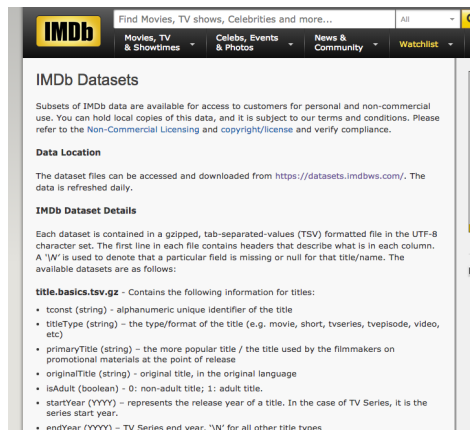 IMDb
Find Movies, TV shows, Celebrities and more...
All
Movies, TV
& Showtimes
Celebs, Events
& Photos
News &
Community
Watchlist
IMDb Datasets
Subsets of IMDb data are available for access to customers for personal and non-commercial
use. You can hold local copies of this data, and it is subject to our terms and conditions. Please
refer to the Non-Commercial Licensing and copyright/license and verify compliance.
Data Location
The dataset files can be accessed and downloaded from https://datasets.imdbws.com/. The
data is refreshed daily.
IMDb Dataset Details
Each dataset is contained in a gzipped, tab-separated-values (TSV) formatted file in the UTF-8
character set. The first line in each file contains headers that describe what is in each column.
A '\N' is used to denote that a particular field is missing or null for that title/name. The
available datasets are as follows:
title.basics.tsv.gz - Contains the following information for titles:
• tconst (string) - alphanumeric unique identifier of the title
• titleType (string) – the type/format of the title (e.g. movie, short, tvseries, tvepisode, video,
etc)
• primaryTitle (string) – the more popular title / the title used by the filmmakers on
promotional materials at the point of release
• originalTitle (string) - original title, in the original language
• isAdult (boolean) - 0: non-adult title; 1: adult title.
• startYear (YYYY) – represents the release year of a title. In the case of TV Series, it is the
series start year.
• endYear (YYYY) – TV Series end year. '\N' for all other title types